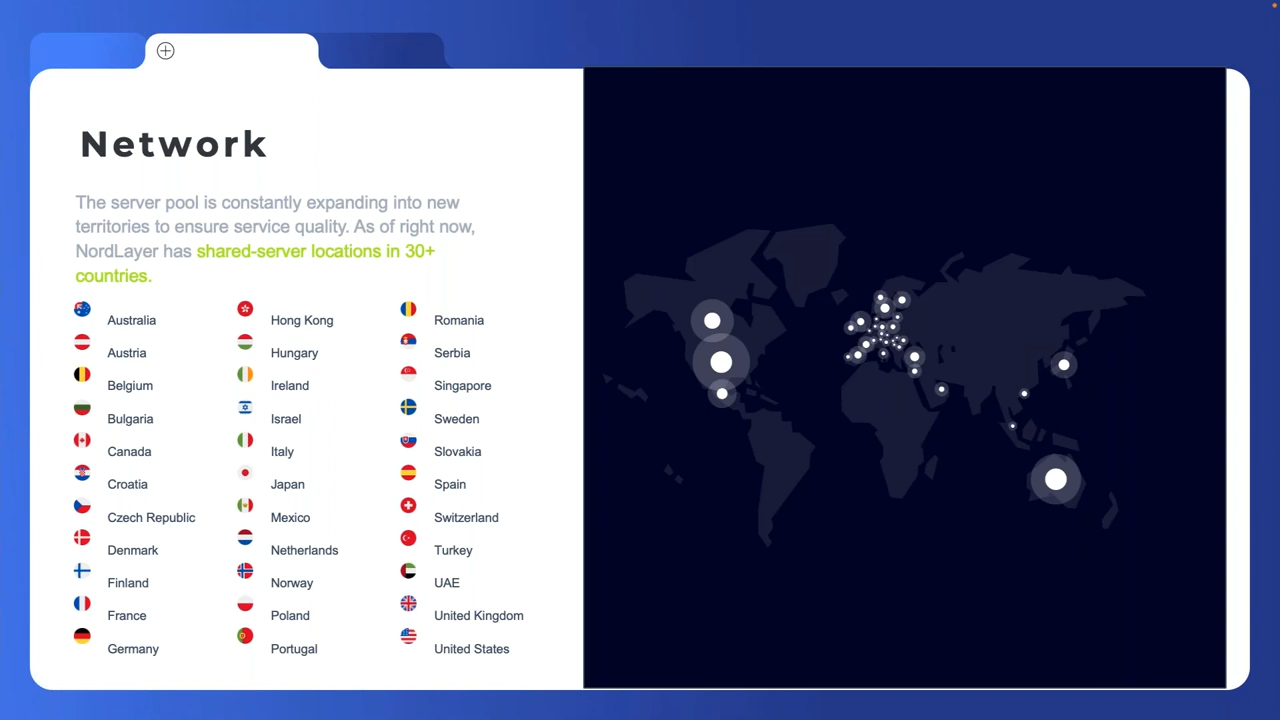 Network
The server pool is constantly expanding into new
territories to ensure service quality. As of right now,
NordLayer has shared-server locations in 30+
countries.
Australia
Austria
Belgium
Bulgaria
Canada
Croatia
Czech Republic
Denmark
Finland
France
Germany
Hong Kong
Hungary
Ireland
Israel
Italy
Japan
Mexico
Netherlands
Norway
Poland
Portugal
Romania
Serbia
Singapore
Sweden
Slovakia
Spain
Switzerland
Turkey
UAE
United Kingdom
United States